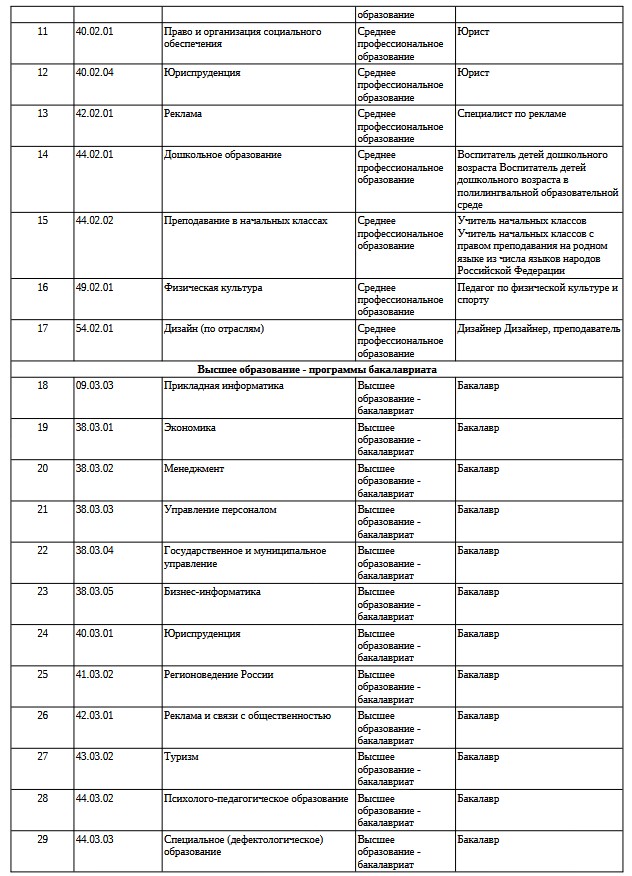 образование
11 40.02.01 Право и организация социального Среднее Юрист
обеспечения профессиональное
образование
12 40.02.04 Юриспруденция Среднее Юрист
профессиональное
образование
13 42.02.01 Реклама Среднее Специалист по рекламе
профессиональное
образование
14 44.02.01 Дошкольное образование Среднее Воспитатель детей дошкольного
профессиональное возраста Воспитатель детей
образование дошкольного возраста в
полилингвальной образовательной
среде
15 44.02.02 Преподавание в начальных классах Среднее Учитель начальных классов
профессиональное Учитель начальных классов с
образование правом преподавания на родном
языке из числа языков народов
Российской Федерации
16 49.02.01 Физическая культура Среднее Педагог по физической культуре и
профессиональное спорту
образование
17 54.02.01 Дизайн (по отраслям) Среднее Дизайнер Дизайнер, преподаватель
профессиональное
образование
Высшее образование - программы бакалавриата
18 09.03.03 Прикладная информатика Высшее Бакалавр
образование -
бакалавриат
19 38.03.01 Экономика Высшее Бакалавр
образование -
бакалавриат
20 38.03.02 Менеджмент Высшее Бакалавр
образование -
бакалавриат
21 38.03.03 Управление персоналом Высшее Бакалавр
образование -
бакалавриат
22 38.03.04 Государственное и муниципальное Высшее Бакалавр
управление образование -
бакалавриат
23 38.03.05 Бизнес-информатика Высшее Бакалавр
образование -
бакалавриат
24 40.03.01 Юриспруденция Высшее Бакалавр
образование -
бакалавриат
25 41.03.02 Регионоведение России Высшее Бакалавр
образование -
бакалавриат
26 42.03.01 Реклама и связи с общественностью Высшее Бакалавр
образование -
бакалавриат
27 43.03.02 Туризм Высшее Бакалавр
образование -
бакалавриат
28 44.03.02 Психолого-педагогическое образование Высшее Бакалавр
образование -
бакалавриат
29 44.03.03 Специальное (дефектологическое) Высшее Бакалавр
образование образование -
бакалавриат